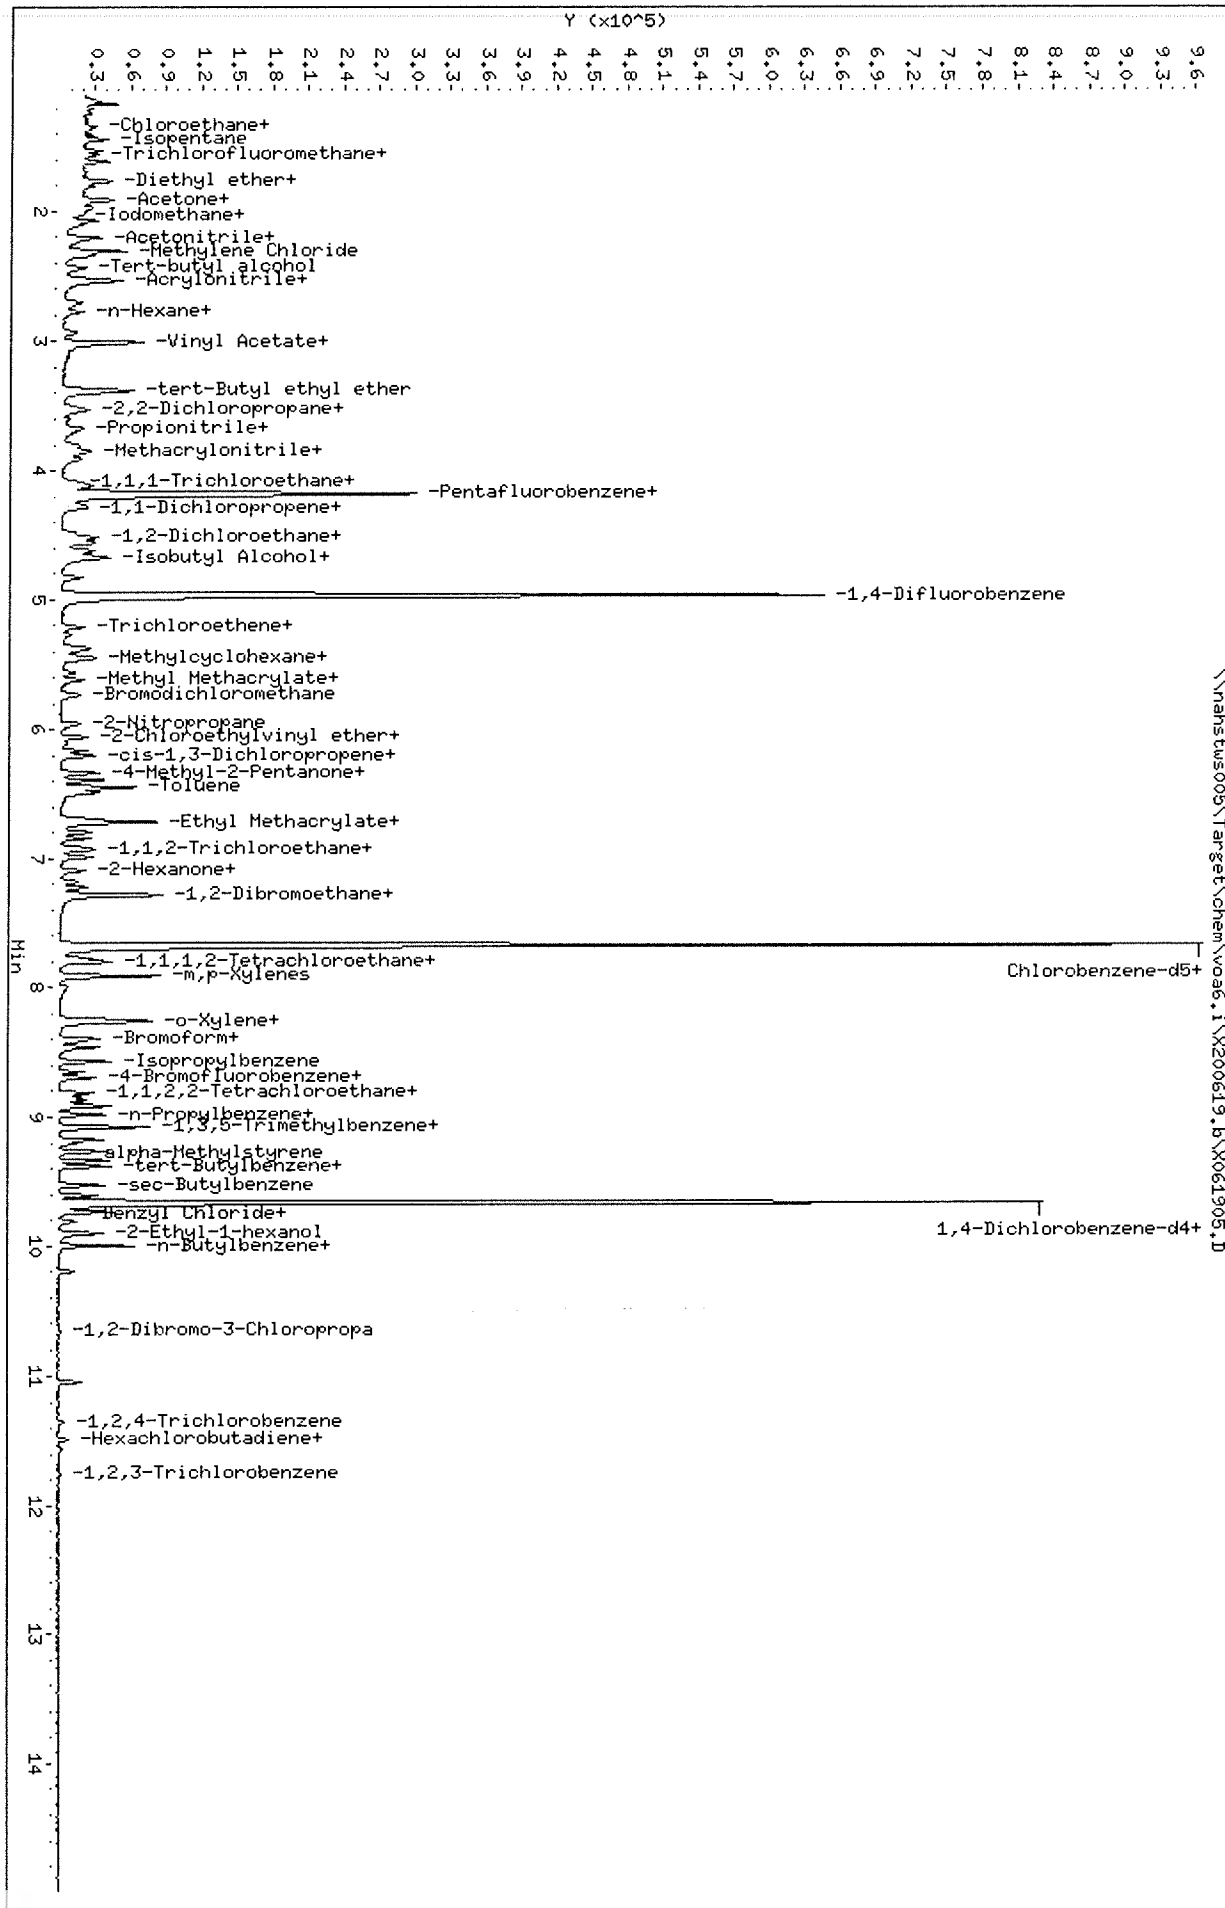 Y (x10^5)
0.3
0.6
0.9
1.2
1.5
1.8
2.1
2.4
2.7
3.0
3.3
3.6
3.9
4.2
4.5
4.8
5.1
5.4
5.7
6.0
6.3
6.6
6.9
7.2
7.5
7.8
8.1
8.4
8.7
9.0
9.3
9.6
-Chloroethane+
-Isopentane
-Trichlorofluoromethane+
-Diethyl ether+
-Acetone+
2
-Iodomethane+
-Acetonitrile+
-Methylene Chloride
-Tert-butyl alcohol
-Acrylonitrile+
-n-Hexane+
3
-Vinyl Acetate+
-tert-Butyl ethyl ether
-2,2-Dichloropropane+
-Propionitrile+
-Methacrylonitrile+
4
-1,1,1-Trichloroethane+
-Pentafluorobenzene+
-1,1-Dichloropropene+
-1,2-Dichloroethane+
-Isobutyl Alcohol+
5
-1,4-Difluorobenzene
-Trichloroethene+
-Methylcyclohexane+
-Methyl Methacrylate+
-Bromodichloromethane
-2-Nitropropane
6
-2-Chloroethylvinyl ether+
-cis-1,3-Dichloropropene+
-4-Methyl-2-Pentanone+
-Toluene
-Ethyl Methacrylate+
-1,1,2-Trichloroethane+
7
-2-Hexanone+
-1,2-Dibromoethane+
Min
-1,1,1,2-Tetrachloroethane+
Chlorobenzene-d5+
-m,p-Xylenes
8
-o-Xylene+
-Bromoform+
-Isopropylbenzene
-4-Bromofluorobenzene+
-1,1,2,2-Tetrachloroethane+
-n-Propylbenzene+
9
-1,3,5-Trimethylbenzene+
alpha-Methylstyrene
-tert-Butylbenzene+
-sec-Butylbenzene
Benzyl Chloride+
1,4-Dichlorobenzene-d4+
-2-Ethyl-1-hexanol
-n-Butylbenzene+
10
-1,2-Dibromo-3-Chloropropa
11
-1,2,4-Trichlorobenzene
-Hexachlorobutadiene+
-1,2,3-Trichlorobenzene
12
13
14
\\nahstws005\Target\chem\voa6.i\X200619.b\X061905.D